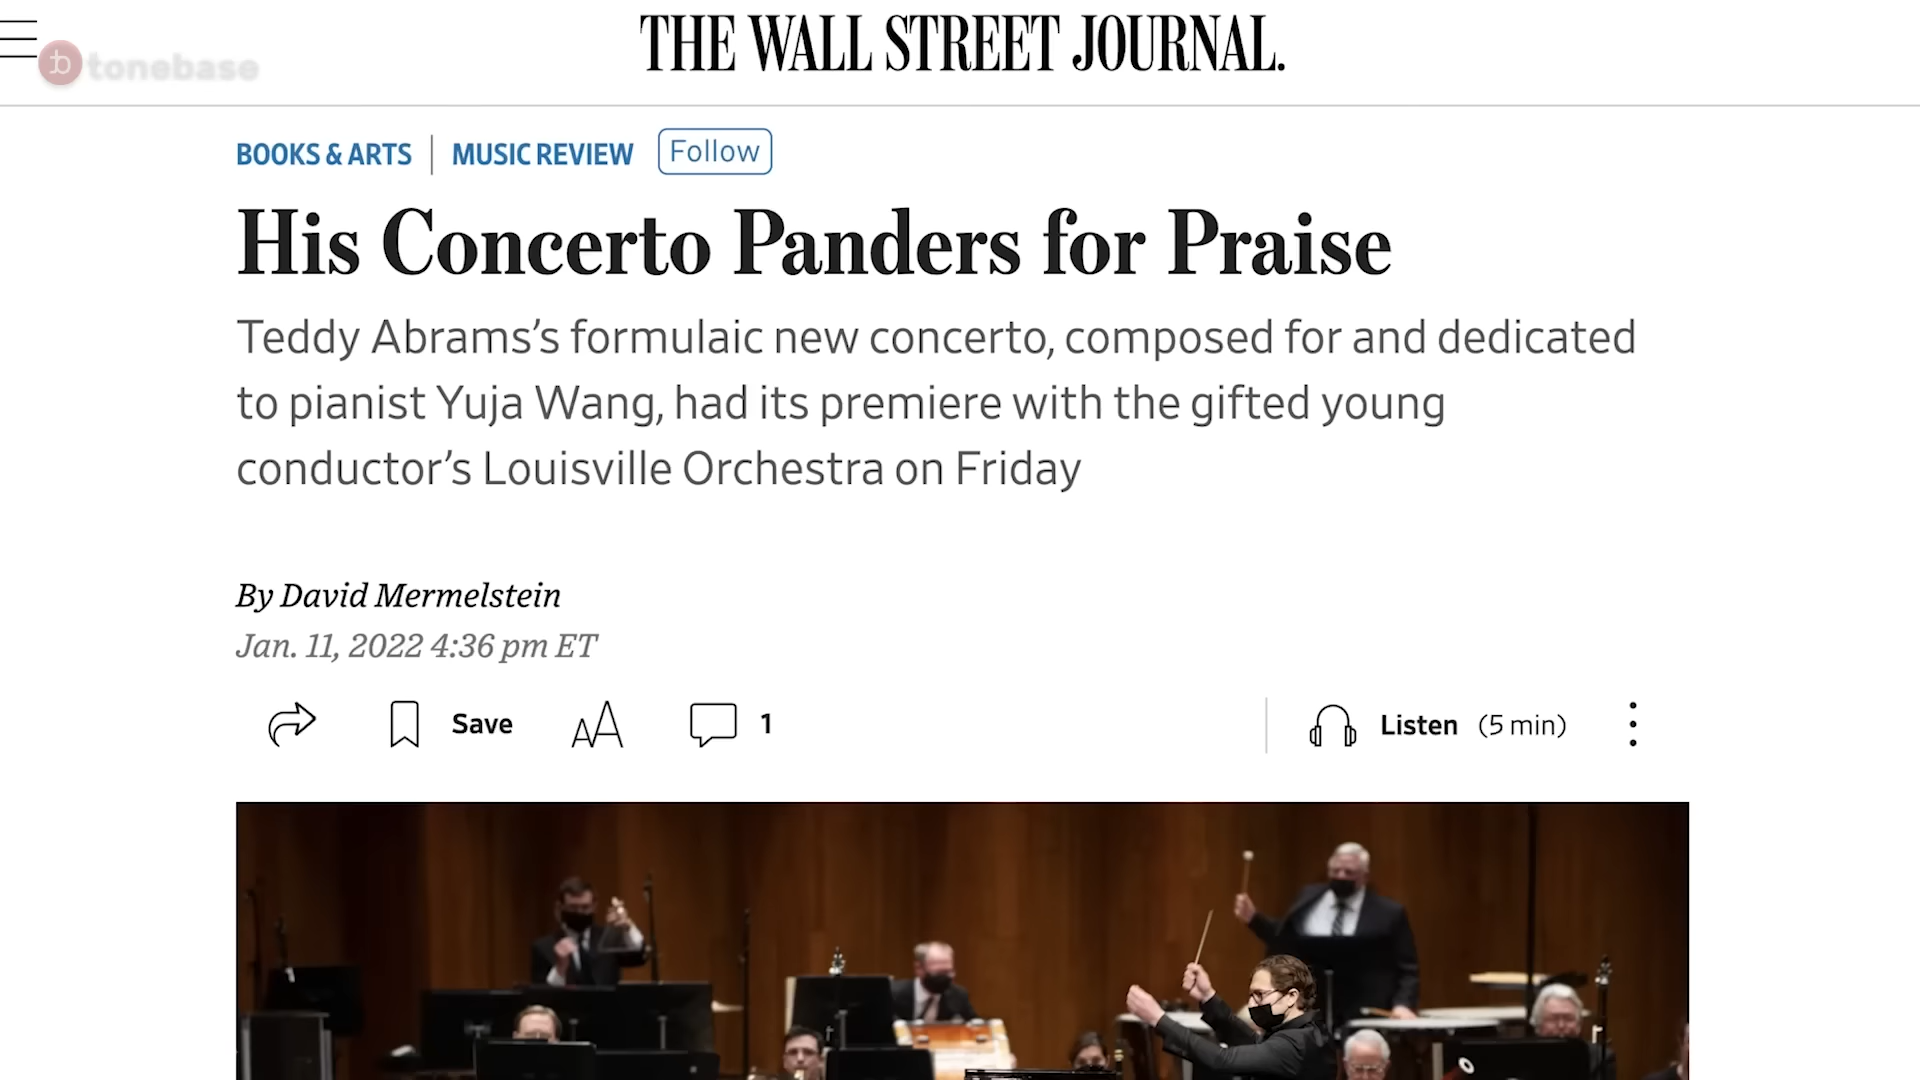 THE WALL STREET JOURNAL.
tonebase
BOOKS & ARTS | MUSIC REVIEW Follow
His Concerto Panders for Praise
Teddy Abrams’s formulaic new concerto, composed for and dedicated
to pianist Yuja Wang, had its premiere with the gifted young
conductor’s Louisville Orchestra on Friday
By David Mermelstein
Jan. 11, 2022 4:36 pm ET
Save AA 1 Listen (5 min)